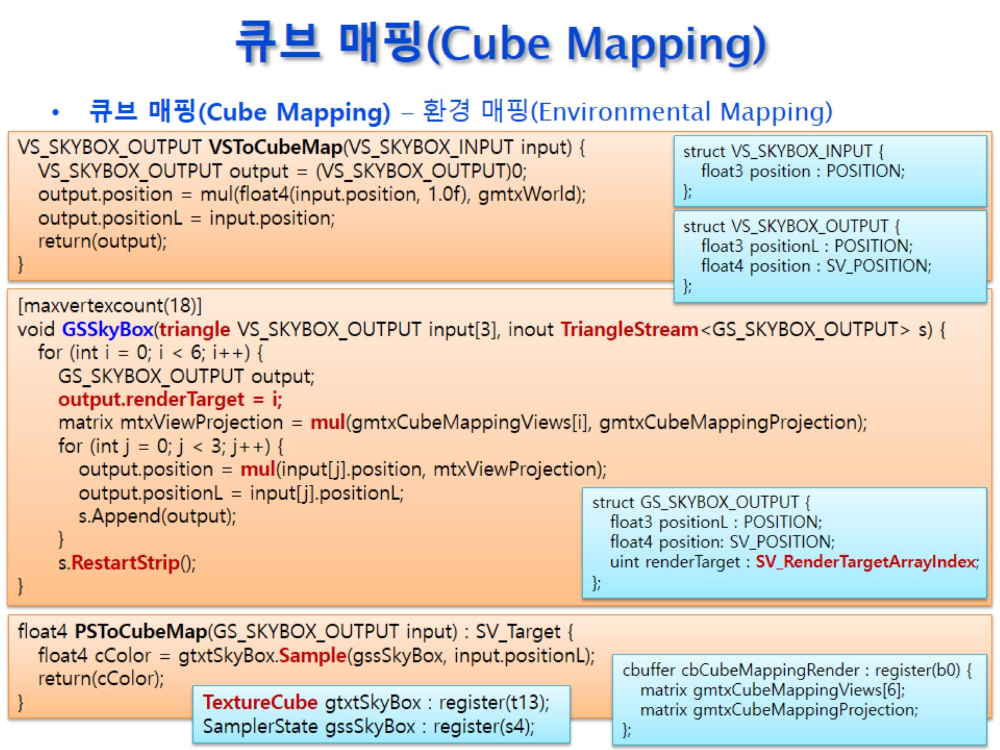 큐브 매핑(Cube Mapping)
• 큐브 매핑(Cube Mapping) – 환경 매핑(Environmental Mapping)
VS_SKYBOX_OUTPUT VSToCubeMap(VS_SKYBOX_INPUT input) {
VS_SKYBOX_OUTPUT output = (VS_SKYBOX_OUTPUT)0;
output.position = mul(float4(input.position, 1.0f), gmtxWorld);
output.positionL = input.position;
return(output);
}
struct VS_SKYBOX_INPUT {
float3 position : POSITION;
};
struct VS_SKYBOX_OUTPUT {
float3 positionL : POSITION;
float4 position : SV_POSITION;
};
[maxvertexcount(18)]
void GSSkyBox(triangle VS_SKYBOX_OUTPUT input[3], inout TriangleStream<GS_SKYBOX_OUTPUT> s) {
for (int i = 0; i < 6; i++) {
GS_SKYBOX_OUTPUT output;
output.renderTarget = i;
matrix mtxViewProjection = mul(gmtxCubeMappingViews[i], gmtxCubeMappingProjection);
for (int j = 0; j < 3; j++) {
output.position = mul(input[j].position, mtxViewProjection);
output.positionL = input[j].positionL;
s.Append(output);
}
s.RestartStrip();
}
struct GS_SKYBOX_OUTPUT {
float3 positionL : POSITION;
float4 position: SV_POSITION;
uint renderTarget : SV_RenderTargetArrayIndex;
};
float4 PSToCubeMap(GS_SKYBOX_OUTPUT input) : SV_Target {
float4 cColor = gtxtSkyBox.Sample(gssSkyBox, input.positionL);
return(cColor);
}
TextureCube gtxtSkyBox : register(t13);
SamplerState gssSkyBox : register(s4);
cbuffer cbCubeMappingRender : register(b0) {
matrix gmtxCubeMappingViews[6];
matrix gmtxCubeMappingProjection;
};